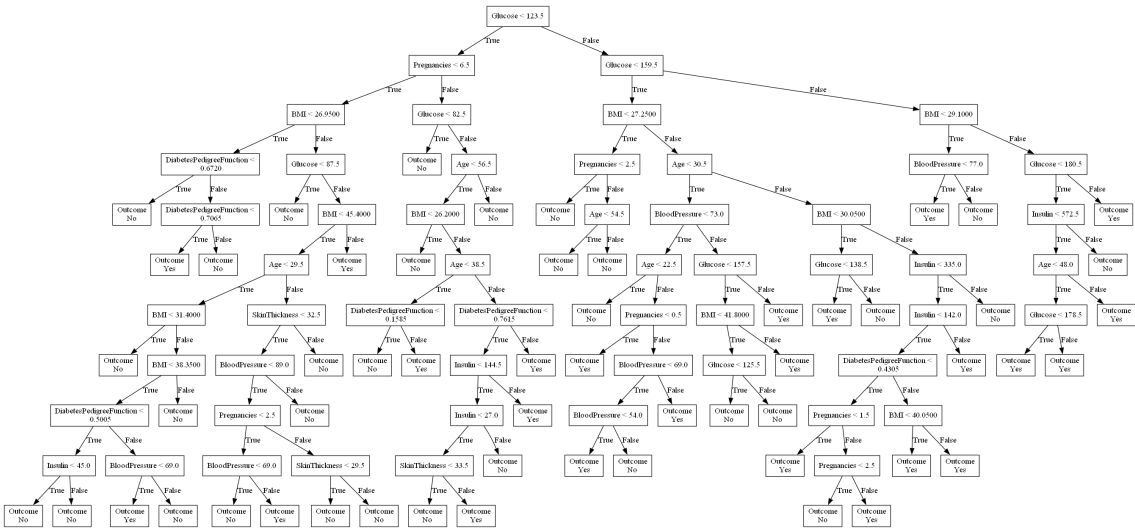 Glucose < 123.5
True
False
Pregnancies < 6.5
Glucose < 159.5
True
False
True
False
BMI < 26.9500
Glucose < 82.5
BMI < 27.2500
BMI < 29.1000
True
False
True
False
True
False
True
False
DiabetesPedigreeFunction <
0.6720
Glucose < 87.5
Outcome
No
Age < 56.5
Pregnancies < 2.5
Age < 30.5
BloodPressure < 77.0
Glucose < 180.5
True
False
True
False
True
False
True
False
True
False
True
False
True
False
Outcome
No
DiabetesPedigreeFunction <
0.7065
Outcome
No
BMI < 45.4000
BMI < 26.2000
Outcome
No
Outcome
No
Age < 54.5
BloodPressure < 73.0
BMI < 30.0500
Outcome
Yes
Outcome
No
Insulin < 572.5
Outcome
Yes
True
False
True
False
True
False
True
False
True
False
True
False
True
False
Outcome
Yes
Outcome
No
Age < 29.5
Outcome
Yes
Outcome
No
Age < 38.5
Outcome
No
Outcome
No
Age < 22.5
Glucose < 157.5
Glucose < 138.5
Insulin < 335.0
Age < 48.0
Outcome
No
True
False
True
False
True
False
True
False
True
False
True
False
True
False
BMI < 31.4000
SkinThickness < 32.5
DiabetesPedigreeFunction <
0.1585
DiabetesPedigreeFunction <
0.7615
Outcome
No
Pregnancies < 0.5
BMI < 41.8000
Outcome
Yes
Outcome
Yes
Outcome
No
Insulin < 142.0
Outcome
No
Glucose < 178.5
Outcome
Yes
True
False
True
False
True
False
True
False
True
False
True
False
True
False
True
False
Outcome
No
BMI < 38.3500
BloodPressure < 89.0
Outcome
No
Outcome
No
Outcome
Yes
Insulin < 144.5
Outcome
Yes
Outcome
Yes
BloodPressure < 69.0
Glucose < 125.5
Outcome
Yes
DiabetesPedigreeFunction <
0.4305
Outcome
Yes
Outcome
Yes
Outcome
Yes
True
False
True
False
True
False
True
False
True
False
True
False
DiabetesPedigreeFunction <
0.5005
Outcome
No
Pregnancies < 2.5
Outcome
No
Insulin < 27.0
Outcome
Yes
BloodPressure < 54.0
Outcome
Yes
Outcome
No
Outcome
No
Pregnancies < 1.5
BMI < 40.0500
True
False
True
False
True
False
True
False
True
False
True
False
Insulin < 45.0
BloodPressure < 69.0
BloodPressure < 69.0
SkinThickness < 29.5
SkinThickness < 33.5
Outcome
No
Outcome
Yes
Outcome
No
Outcome
Yes
Pregnancies < 2.5
Outcome
Yes
Outcome
Yes
True
False
True
False
True
False
True
False
True
False
True
False
Outcome
No
Outcome
No
Outcome
Yes
Outcome
No
Outcome
No
Outcome
Yes
Outcome
No
Outcome
No
Outcome
No
Outcome
Yes
Outcome
No
Outcome
Yes